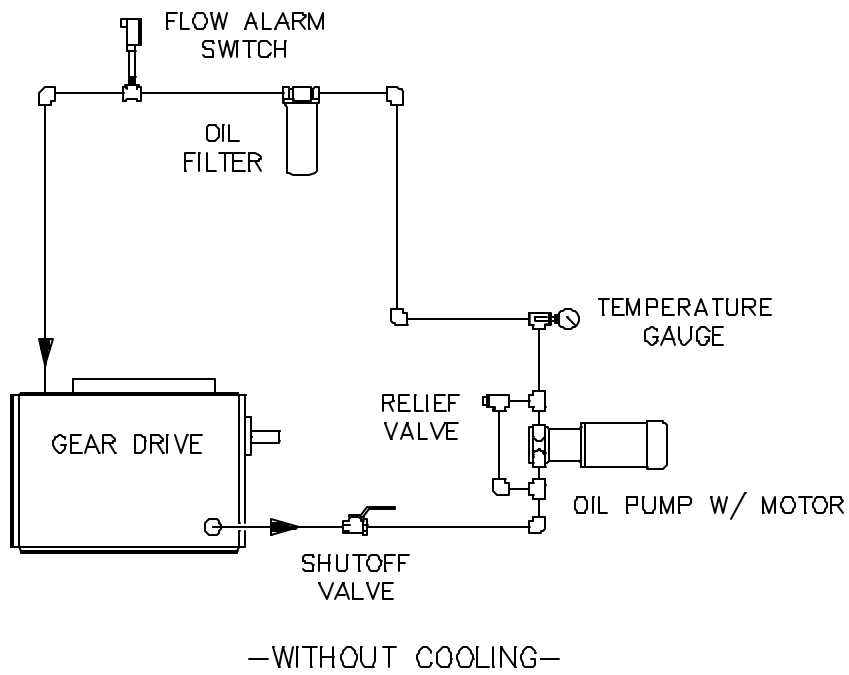 FLOW ALARM
SWITCH
OIL
FILTER
TEMPERATURE
GAUGE
RELIEF
VALVE
GEAR DRIVE
OIL PUMP W/ MOTOR
SHUTOFF
VALVE
-WITHOUT COOLING-